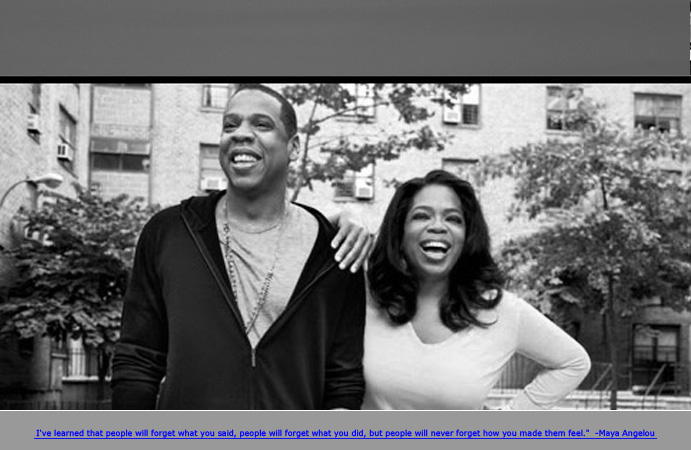 I've learned that people will forget what you said, people will forget what you did, but people will never forget how you made them feel."  -Maya Angelou